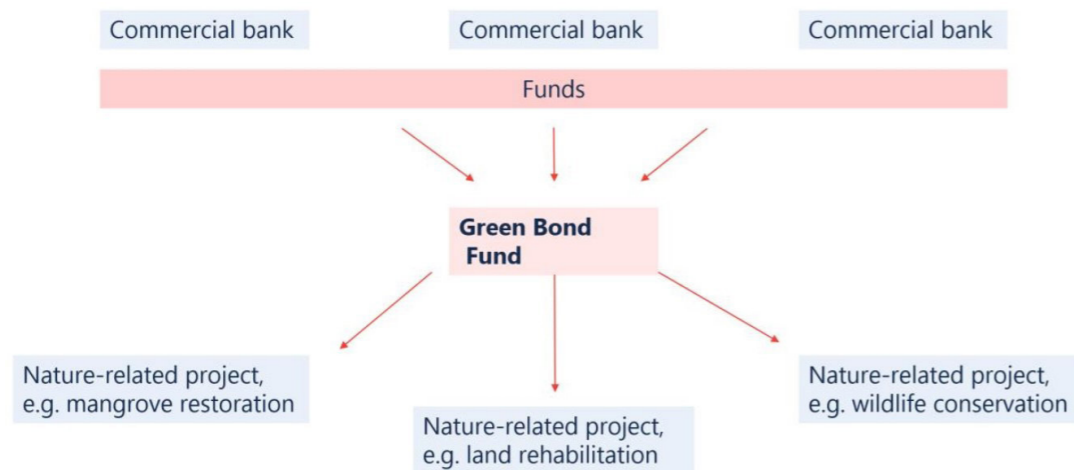 Commercial bank
Commercial bank
Commercial bank
Funds
Green Bond
Fund
Nature-related project,
e.g. mangrove restoration
Nature-related project,
e.g. land rehabilitation
Nature-related project,
e.g. wildlife conservation